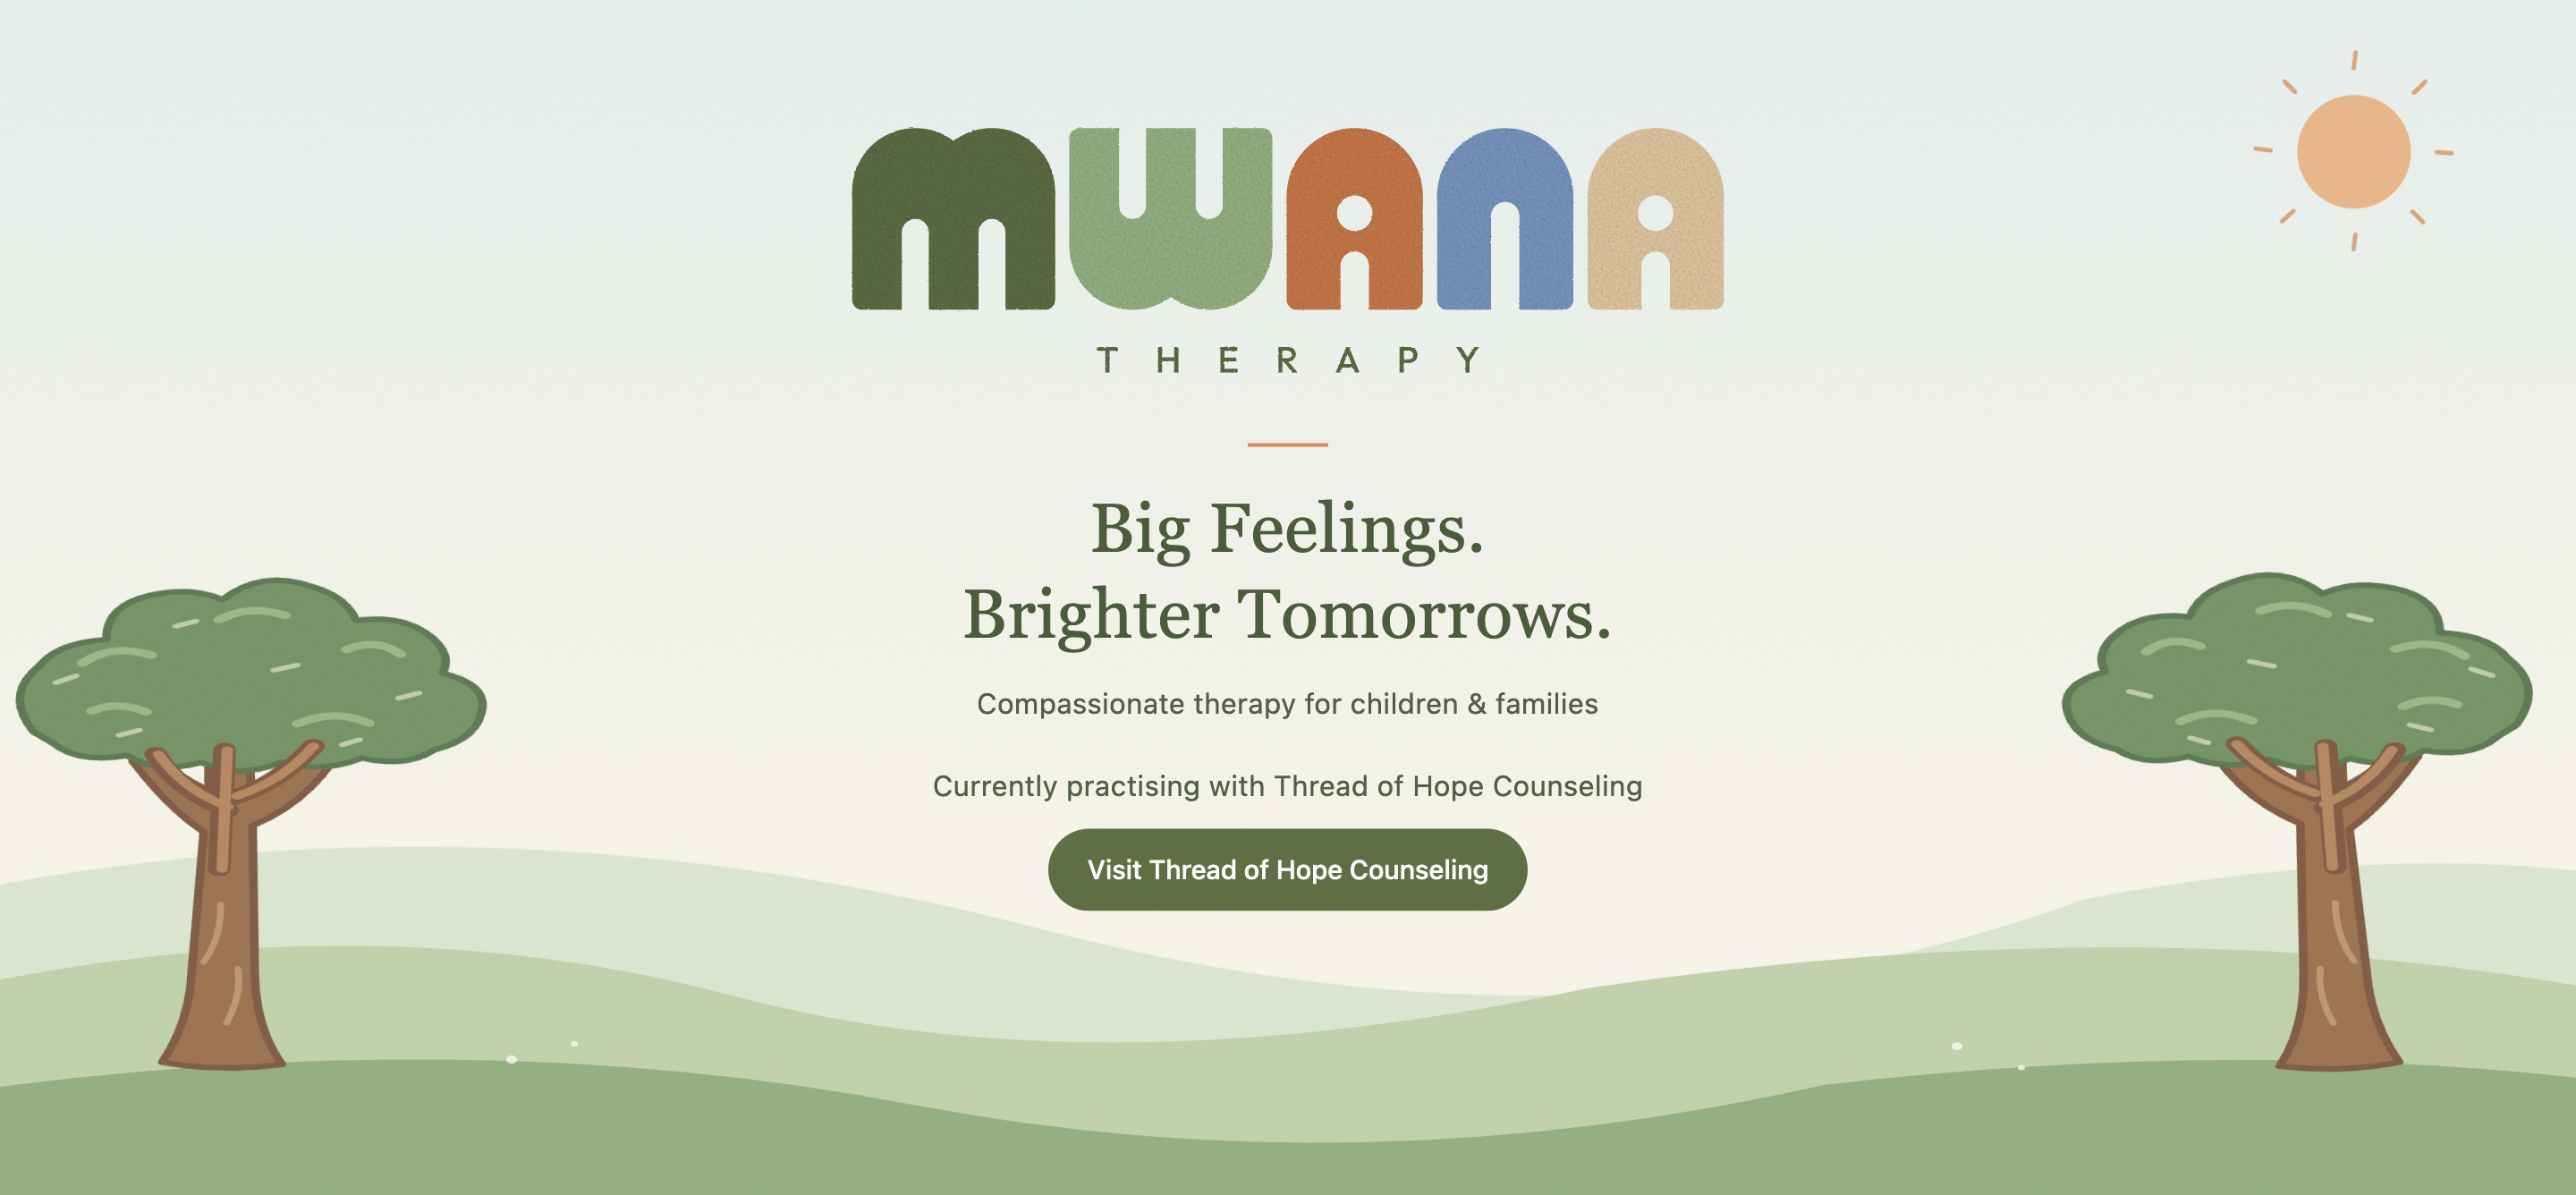 MWANA
THERAPY
Big Feelings.
Brighter Tomorrows.
Compassionate therapy for children & families
Currently practising with Thread of Hope Counseling
Visit Thread of Hope Counseling